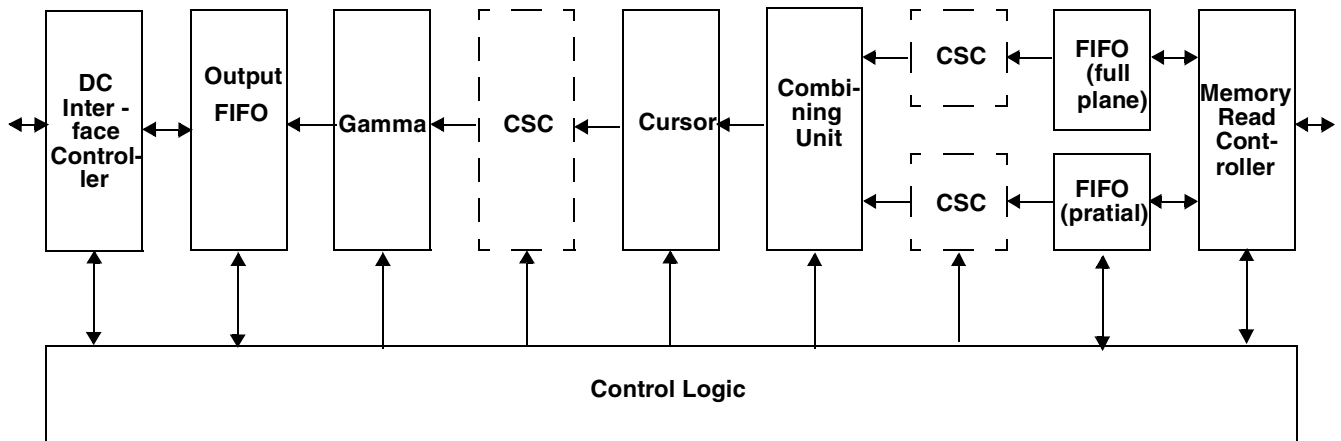 DC
Inter -
face
Control-
ler
Output
FIFO
Gamma
CSC
Cursor
Combi-
ning
Unit
CSC
CSC
FIFO
(full
plane)
FIFO
(pratial)
Memory
Read
Cont-
roller
Control Logic